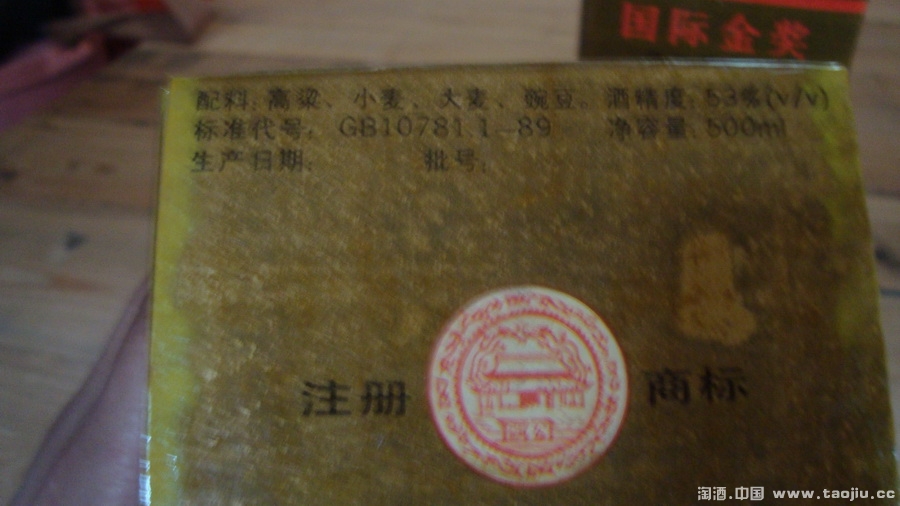 国际金奖
配料:高粱、小麦、大麦、豌豆。酒精度:53%(v/v)
标准代号: GB10781.1-89 净容量:500ml
生产日期: 批号:
注册 商标
淘酒.中国 www.taojiu.cc